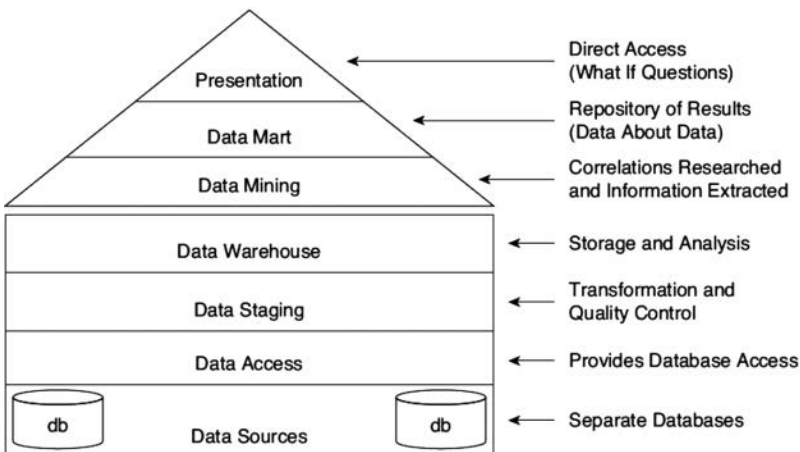 Presentation
Direct Access
(What If Questions)
Data Mart
Repository of Results
(Data About Data)
Data Mining
Correlations Researched
and Information Extracted
Data Warehouse
Storage and Analysis
Data Staging
Transformation and
Quality Control
Data Access
Provides Database Access
db
Data Sources
db
Separate Databases